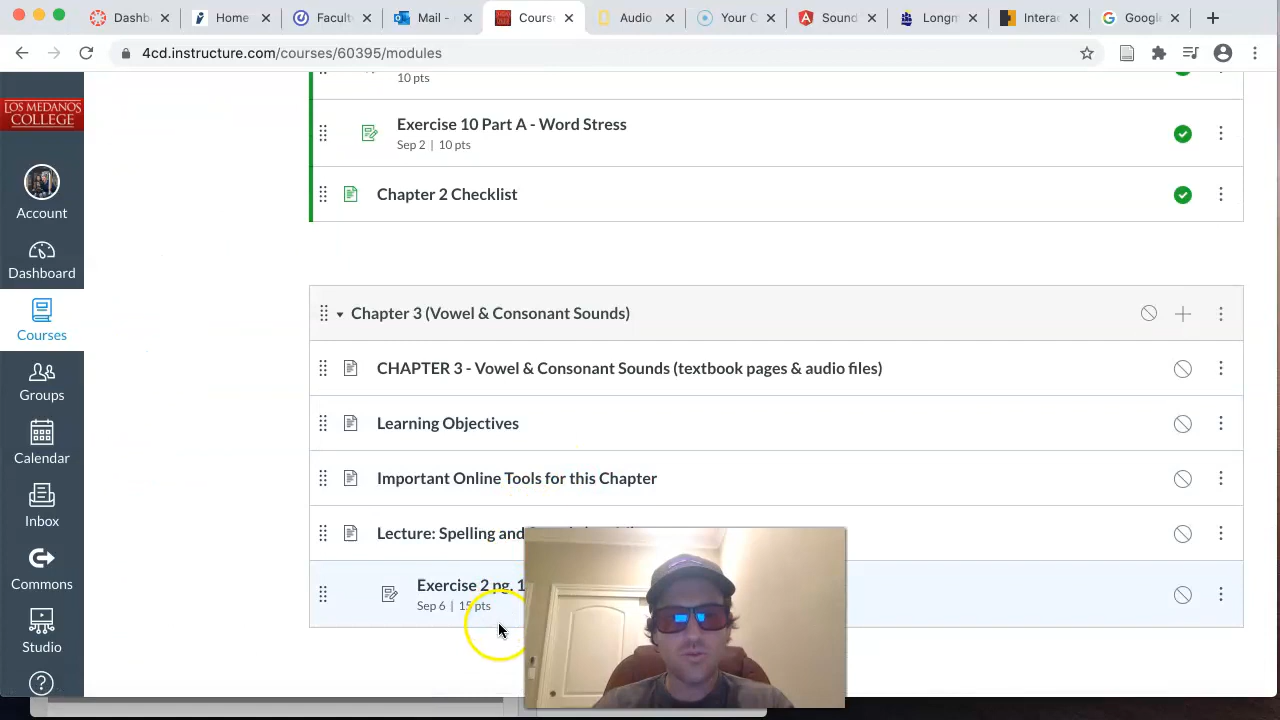 Dashb
Home
Facult
Mail -
Cours
Audio
Your C
Sound
Longm
Intera
Google
4cd.instructure.com/courses/60395/modules
LOS MEDANOS
COLLEGE
Account
Dashboard
Courses
Groups
Calendar
Inbox
Commons
Studio
10 pts
Exercise 10 Part A - Word Stress
Sep 2 | 10 pts
Chapter 2 Checklist
Chapter 3 (Vowel & Consonant Sounds)
CHAPTER 3 - Vowel & Consonant Sounds (textbook pages & audio files)
Learning Objectives
Important Online Tools for this Chapter
Lecture: Spelling and
Exercise 2 pg. 1
Sep 6 | 15 pts